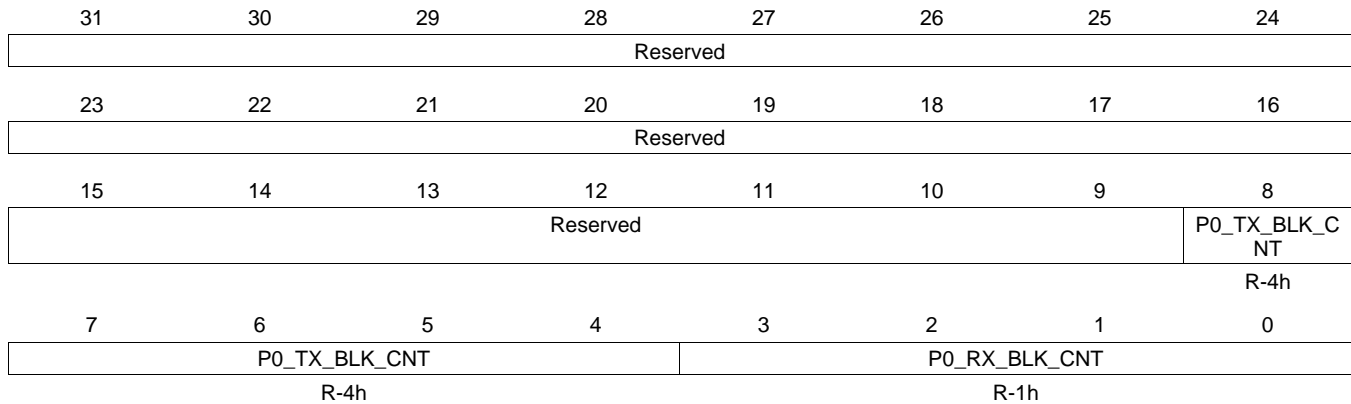 31 30 29 28 27 26 25 24
Reserved
23 22 21 20 19 18 17 16
Reserved
15 14 13 12 11 10 9 8
Reserved P0_TX_BLK_C
NT
R-4h
7 6 5 4 3 2 1 0
P0_TX_BLK_CNT P0_RX_BLK_CNT
R-4h R-1h